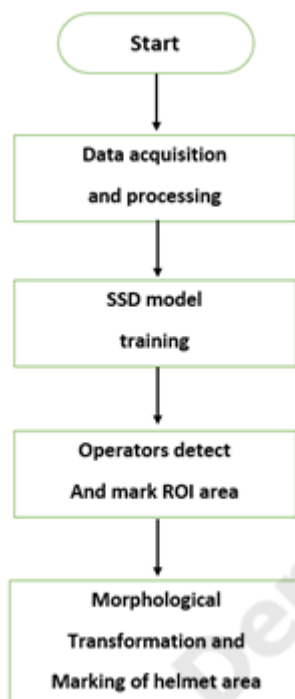 Start
Data acquisition
and processing
SSD model
training
Operators detect
And mark ROI area
Morphological
Transformation and
Marking of helmet area